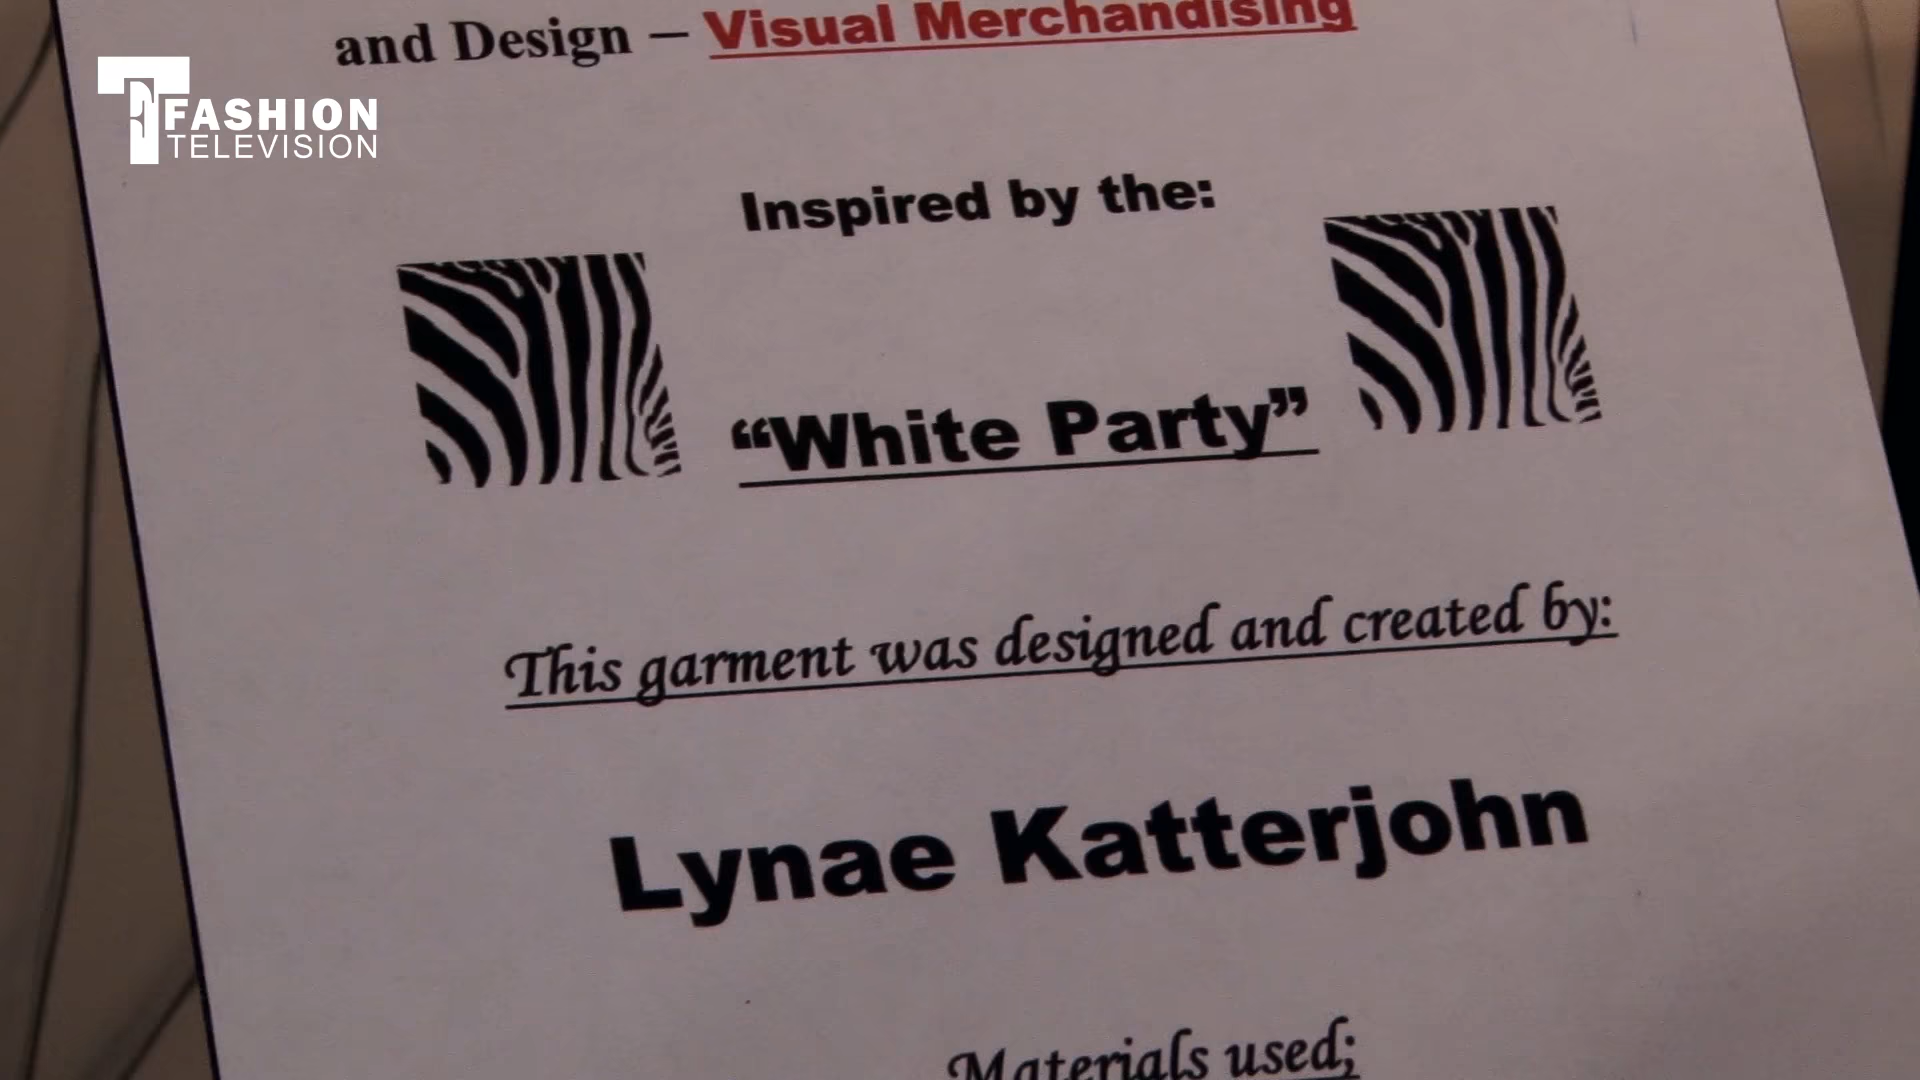 and Design – Visual Merchandising
FASHION
TELEVISION
Inspired by the:
“White Party”
This garment was designed and created by:
Lynae Katterjohn
Materials used;